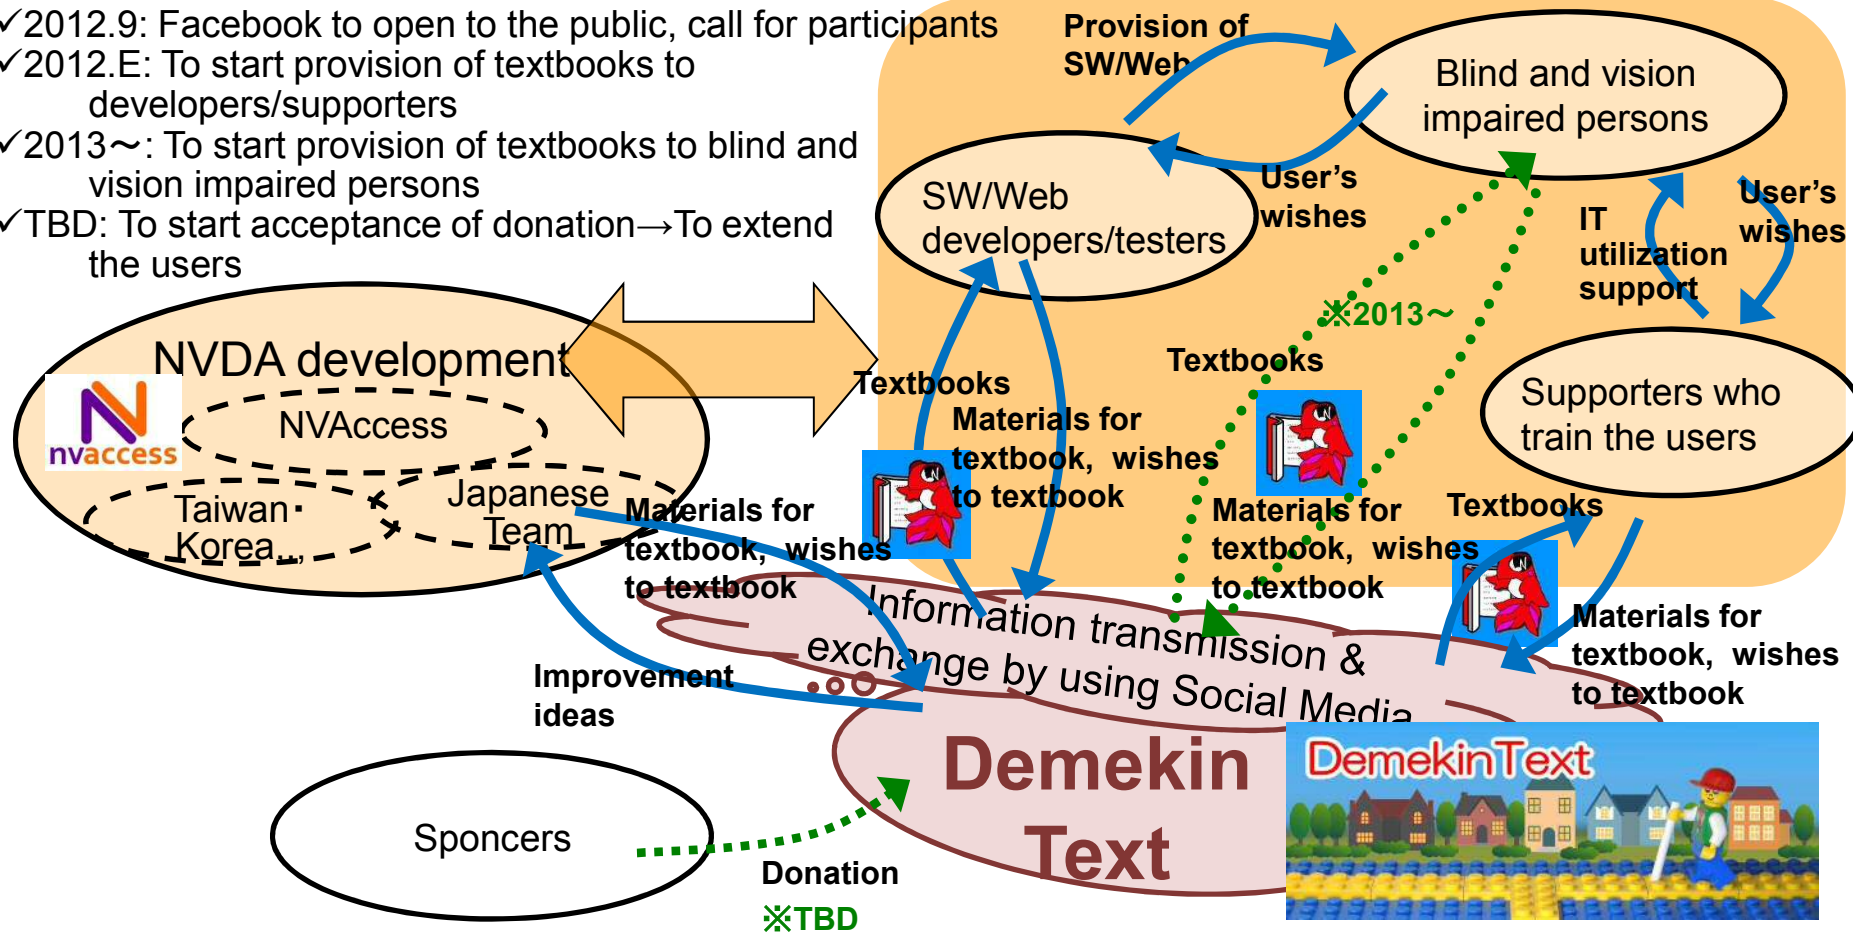 ✓2012.9: Facebook to open to the public, call for participants
✓2012.E: To start provision of textbooks to
developers/supporters
✓2013～: To start provision of textbooks to blind and
vision impaired persons
✓TBD: To start acceptance of donation→To extend
the users
Provision of
SW/Web
Blind and vision
impaired persons
SW/Web
developers/testers
User's
wishes
IT
utilization
support
User's
wishes
※2013～
NVDA development
nvaccess
NVAccess
Taiwan･
Korea..,
Japanese
Team
Textbooks
Materials for
textbook, wishes
to textbook
Textbooks
Materials for
textbook, wishes
to textbook
Supporters who
train the users
Textbooks
Materials for
textbook, wishes
to textbook
Materials for
textbook, wishes
to textbook
Improvement
ideas
Information transmission &
exchange by using Social Media
Demekin
Text
DemekinText
Sponcers
Donation
※TBD